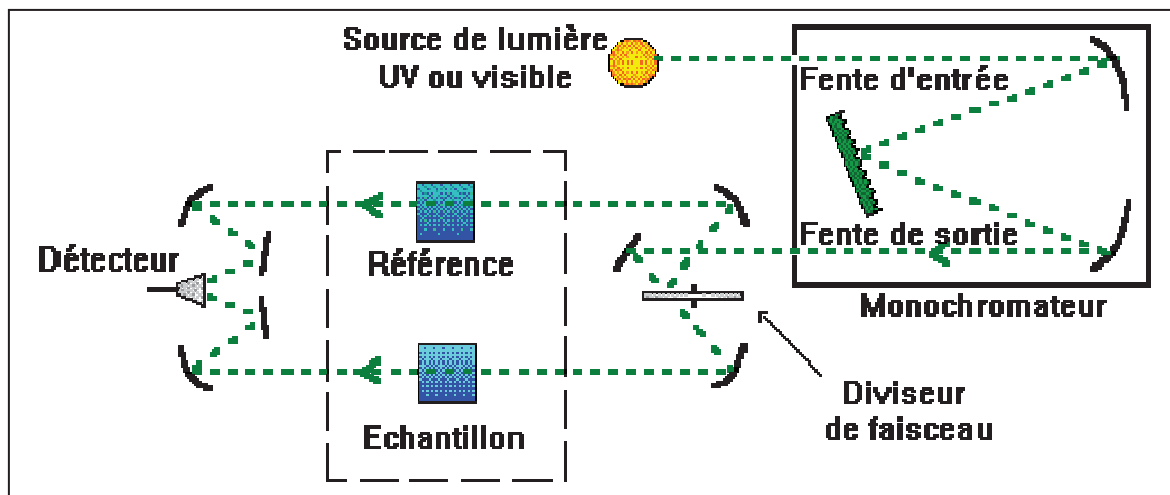 Source de lumière
UV ou visible
Fente d'entrée
Fente de sortie
Monochromateur
Détecteur
Référence
Echantillon
Diviseur
de faisceau